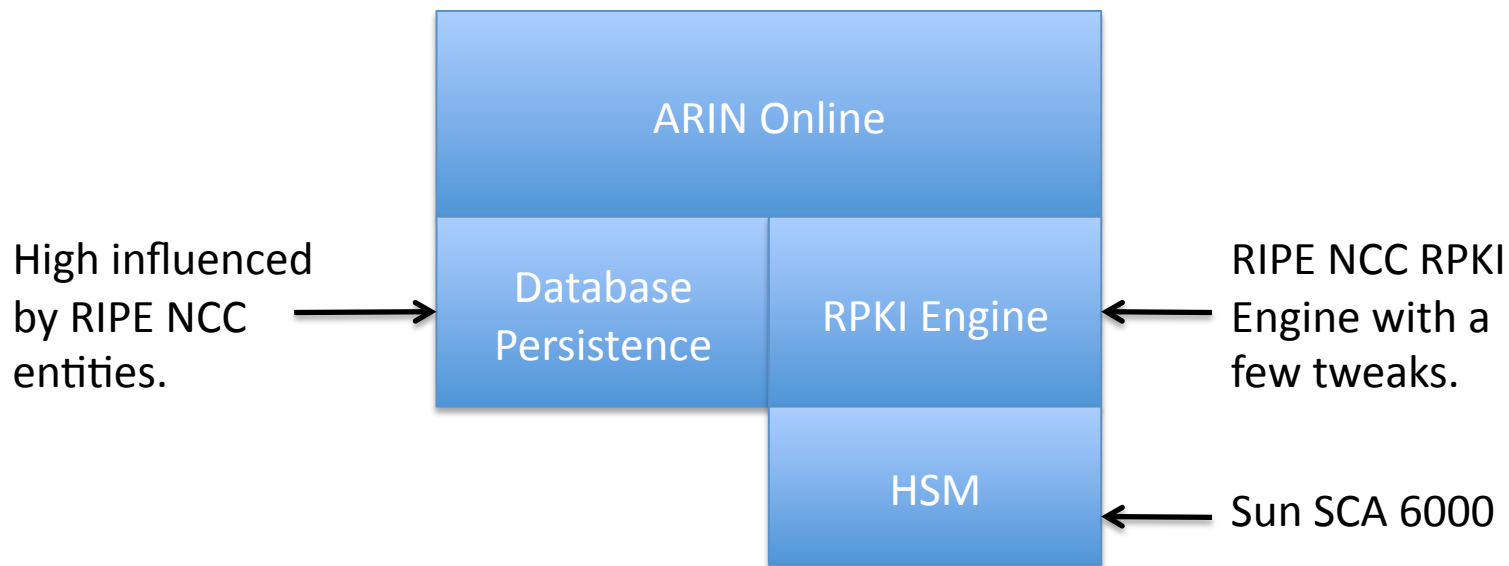 ARIN Online
High influenced
by RIPE NCC
entities.
Database
Persistence
RPKI Engine
RIPE NCC RPKI
Engine with a
few tweaks.
HSM
Sun SCA 6000